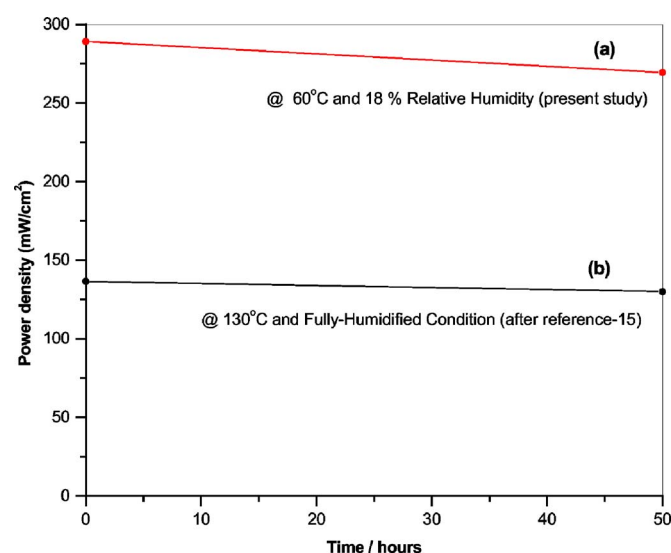 300
250
200
150
100
50
0
Power density (mW/cm²)
(a)
@ 60°C and 18 % Relative Humidity (present study)
(b)
@ 130°C and Fully-Humidified Condition (after reference-15)
0 10 20 30 40 50
Time / hours